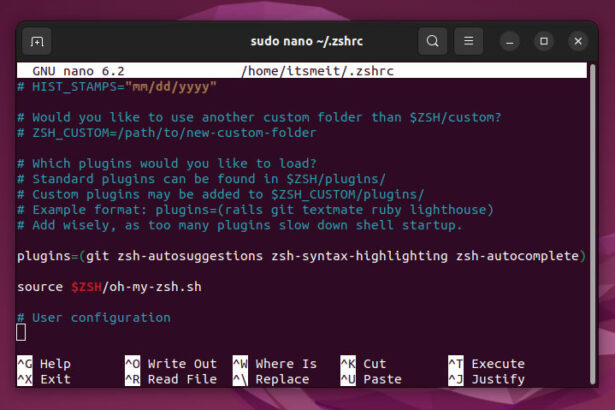 sudo nano ~/.zshrc
GNU nano 6.2 /home/itsmeit/.zshrc
# HIST_STAMPS="mm/dd/yyyy"
# Would you like to use another custom folder than $ZSH/custom?
# ZSH_CUSTOM=/path/to/new-custom-folder
# Which plugins would you like to load?
# Standard plugins can be found in $ZSH/plugins/
# Custom plugins may be added to $ZSH_CUSTOM/plugins/
# Example format: plugins=(rails git textmate ruby lighthouse)
# Add wisely, as too many plugins slow down shell startup.
plugins=(git zsh-autosuggestions zsh-syntax-highlighting zsh-autocomplete)
source $ZSH/oh-my-zsh.sh
# User configuration
^G Help ^O Write Out ^W Where Is ^K Cut ^T Execute
^X Exit ^R Read File ^\ Replace ^U Paste ^J Justify